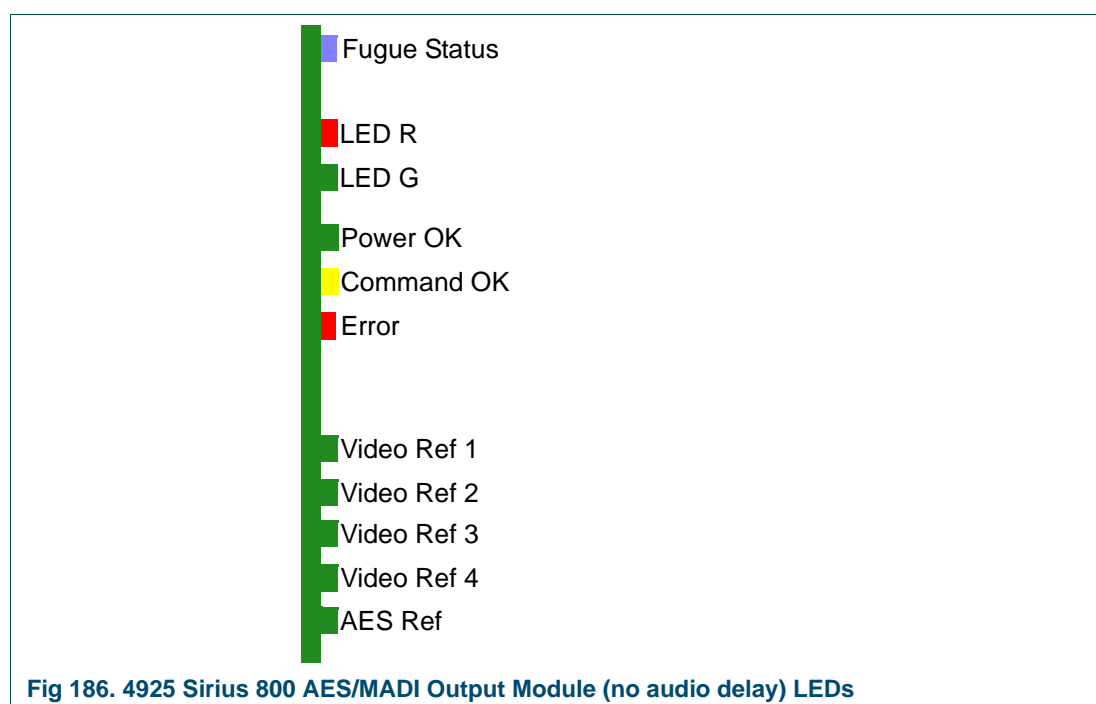 Fugue Status
LED R
LED G
Power OK
Command OK
Error
Video Ref 1
Video Ref 2
Video Ref 3
Video Ref 4
AES Ref
Fig 186. 4925 Sirius 800 AES/MADI Output Module (no audio delay) LEDs